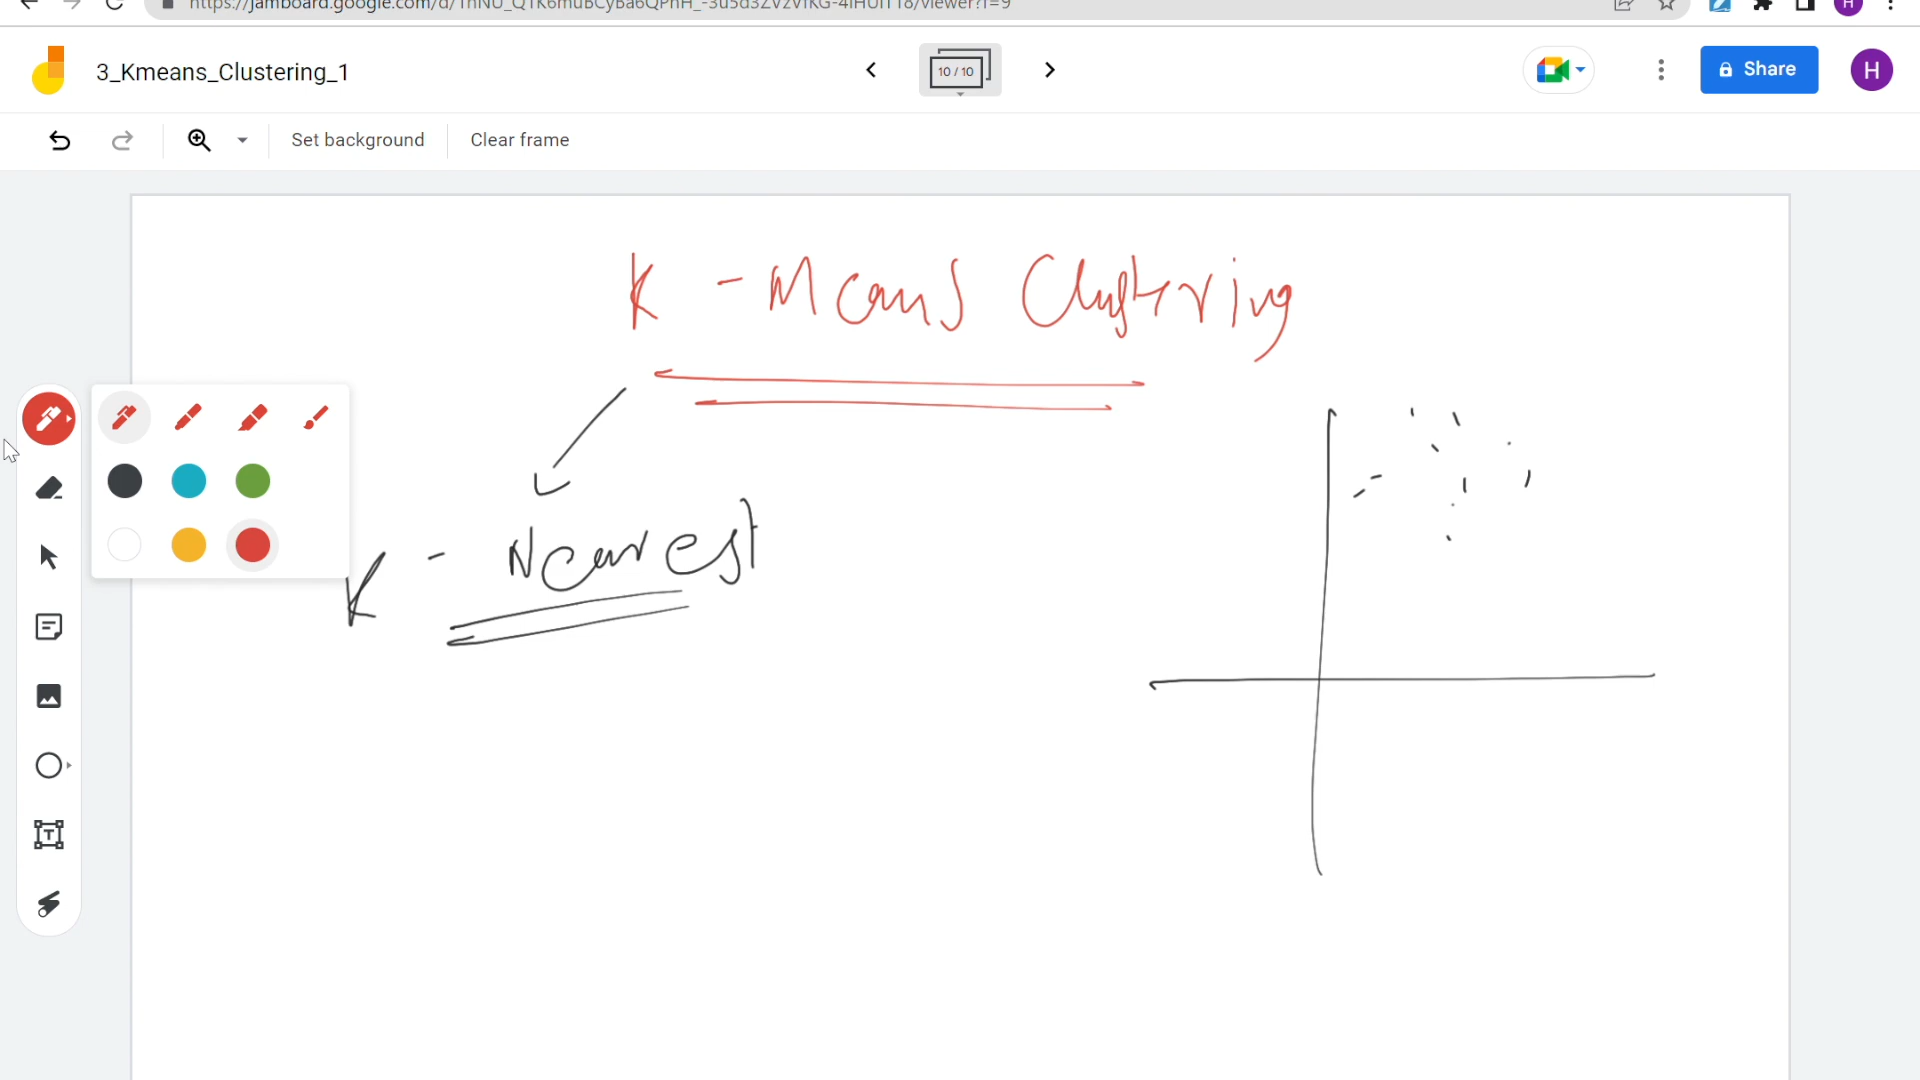 3_Kmeans_Clustering_1
10 / 10
Share
H
Set background
Clear frame
K - Means Clustering
K - Nearest